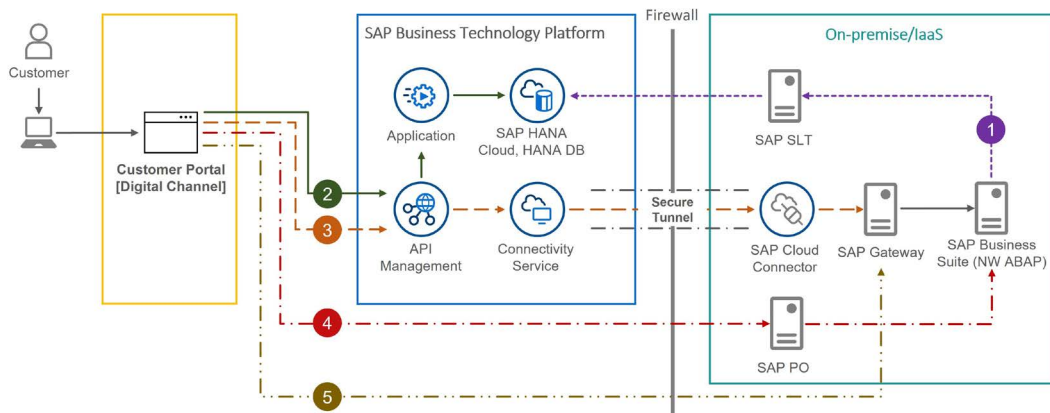 Customer
Customer Portal
[Digital Channel]
SAP Business Technology Platform
Application
SAP HANA
Cloud, HANA DB
2
3
API
Management
Connectivity
Service
4
5
Firewall
Secure
Tunnel
On-premise/IaaS
SAP SLT
1
SAP Cloud
Connector
SAP Gateway
SAP Business
Suite (NW ABAP)
SAP PO